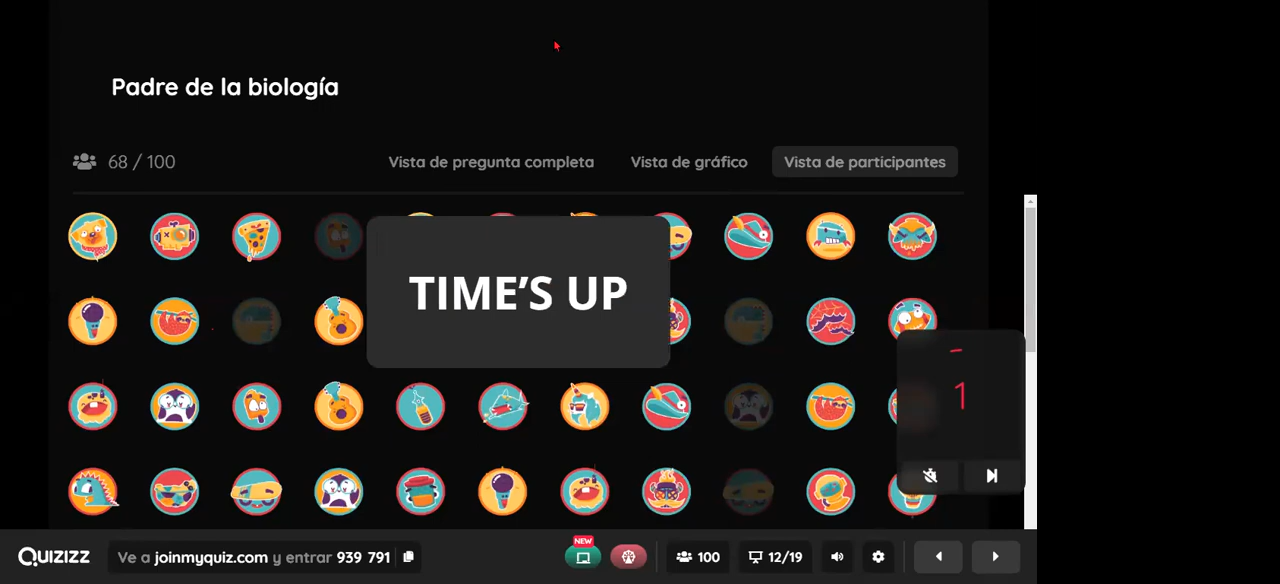 Padre de la biología
68 / 100
Vista de pregunta completa
Vista de gráfico
Vista de participantes
TIME'S UP
1
NEW
Quizizz
Ve a joinmyquiz.com y entrar 939 791
100
12/19